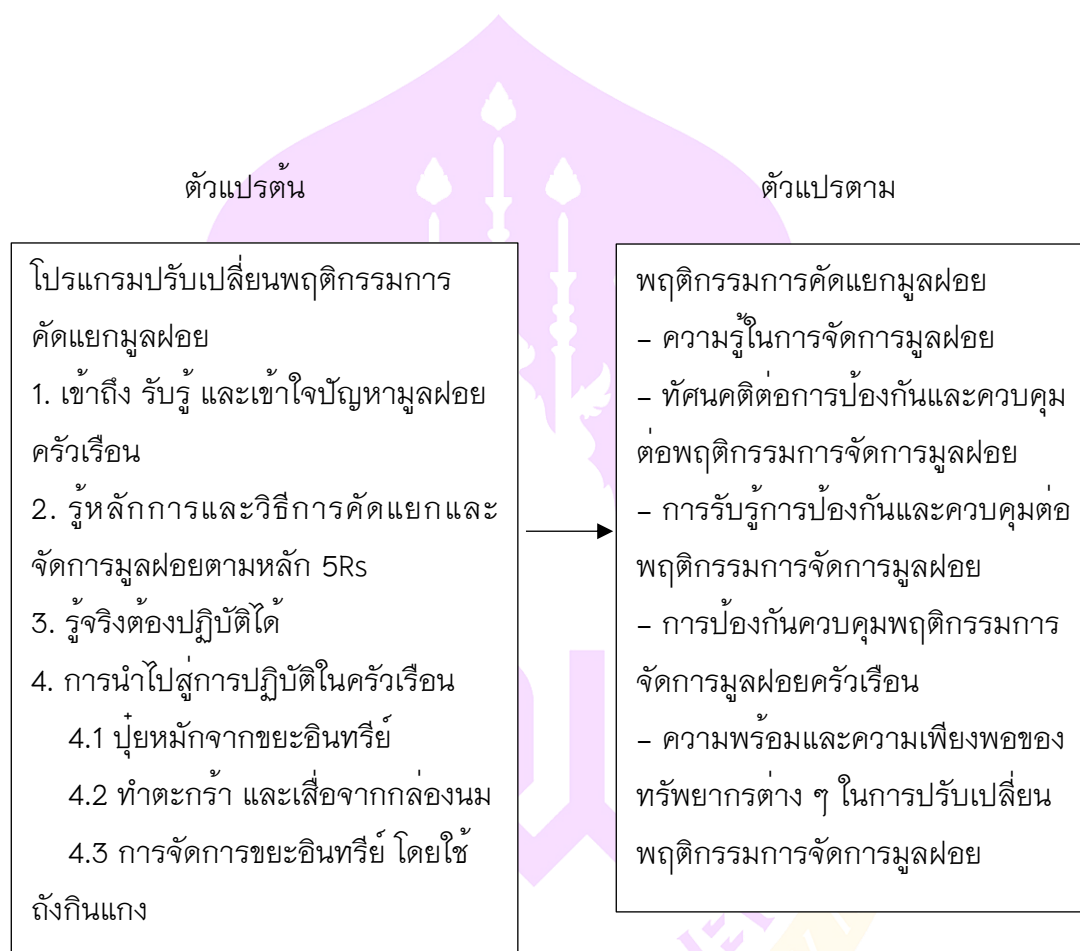 ตัวแปรต้น
ตัวแปรตาม
โปรแกรมปรับเปลี่ยนพฤติกรรมการ
คัดแยกมูลฝอย
1. เข้าถึง รับรู้ และเข้าใจปัญหามูลฝอย
ครัวเรือน
2. รู้หลักการและวิธีการคัดแยกและ
จัดการมูลฝอยตามหลัก 5Rs
3. รู้จริงต้องปฏิบัติได้
4. การนำไปสู่การปฏิบัติในครัวเรือน
4.1 ปุ๋ยหมักจากขยะอินทรีย์
4.2 ทำตะกร้า และเสื่อจากกล่องนม
4.3 การจัดการขยะอินทรีย์ โดยใช้
ถังกินแกง
พฤติกรรมการคัดแยกมูลฝอย
– ความรู้ในการจัดการมูลฝอย
– ทัศนคติต่อการป้องกันและควบคุม
ต่อพฤติกรรมการจัดการมูลฝอย
– การรับรู้การป้องกันและควบคุมต่อ
พฤติกรรมการจัดการมูลฝอย
– การป้องกันควบคุมพฤติกรรมการ
จัดการมูลฝอยครัวเรือน
– ความพร้อมและความเพียงพอของ
ทรัพยากรต่าง ๆ ในการปรับเปลี่ยน
พฤติกรรมการจัดการมูลฝอย